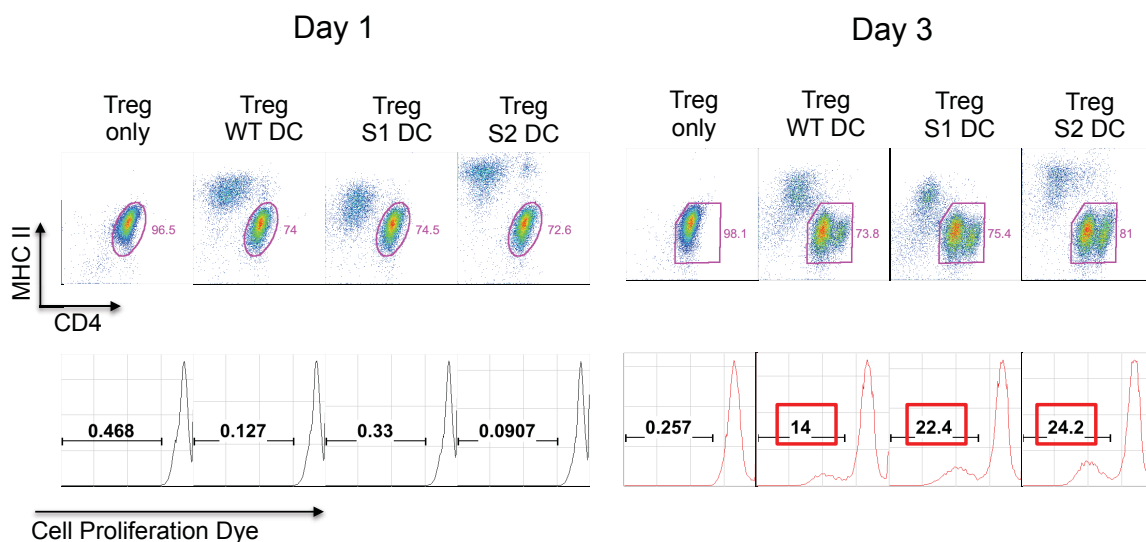 Day 1
Day 3
Treg only
Treg WT DC
Treg S1 DC
Treg S2 DC
Treg only
Treg WT DC
Treg S1 DC
Treg S2 DC
96.5
74
74.5
72.6
98.1
73.8
75.4
81
MHC II
CD4
0.468
0.127
0.33
0.0907
0.257
14
22.4
24.2
Cell Proliferation Dye